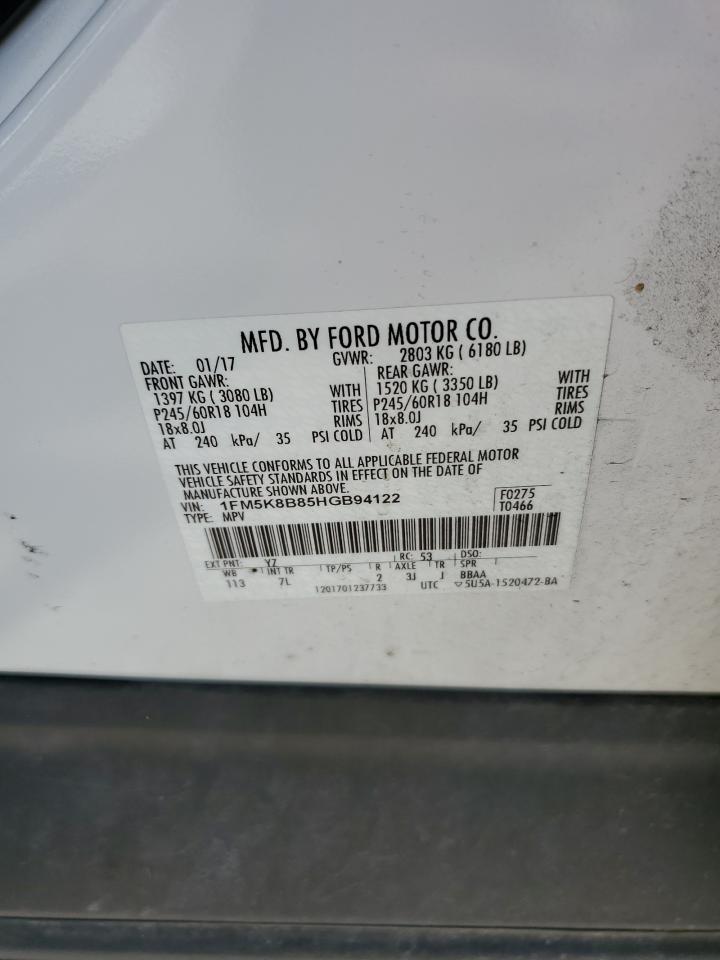 MFD. BY FORD MOTOR CO.
DATE: 01/17 GVWR: 2803 KG ( 6180 LB)
FRONT GAWR: REAR GAWR:
1397 KG ( 3080 LB) WITH 1520 KG ( 3350 LB) WITH
P245/60R18 104H TIRES P245/60R18 104H TIRES
18x8.0J RIMS 18x8.0J RIMS
AT 240 kPa/ 35 PSI COLD AT 240 kPa/ 35 PSI COLD
THIS VEHICLE CONFORMS TO ALL APPLICABLE FEDERAL MOTOR
VEHICLE SAFETY STANDARDS IN EFFECT ON THE DATE OF
MANUFACTURE SHOWN ABOVE.
VIN: 1FM5K8B85HGB94122 F0275
TYPE: MPV T0466
EXT PNT: YZ RC: 53 DSO:
WB INT TR TP/PS R AXLE TR SPR
113 7L 2 3J J BBAA
1201701237733 UTC ▽5U5A-1520472-BA